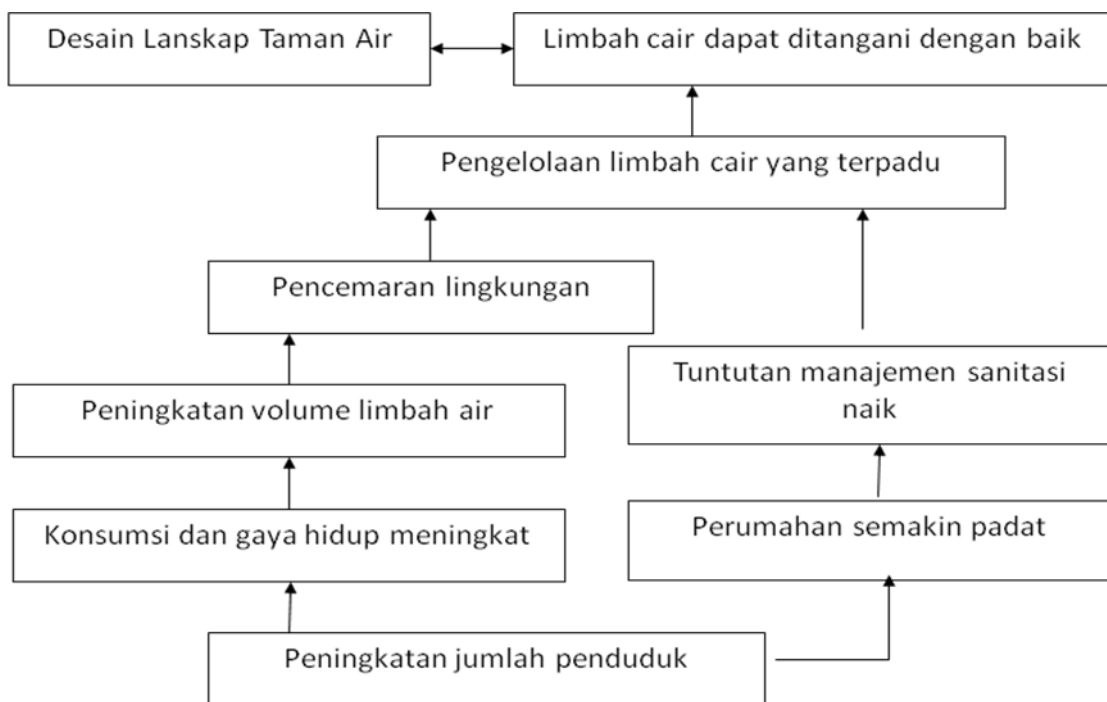 Desain Lanskap Taman Air
Limbah cair dapat ditangani dengan baik
Pengelolaan limbah cair yang terpadu
Pencemaran lingkungan
Tuntutan manajemen sanitasi
naik
Peningkatan volume limbah air
Perumahan semakin padat
Konsumsi dan gaya hidup meningkat
Peningkatan jumlah penduduk